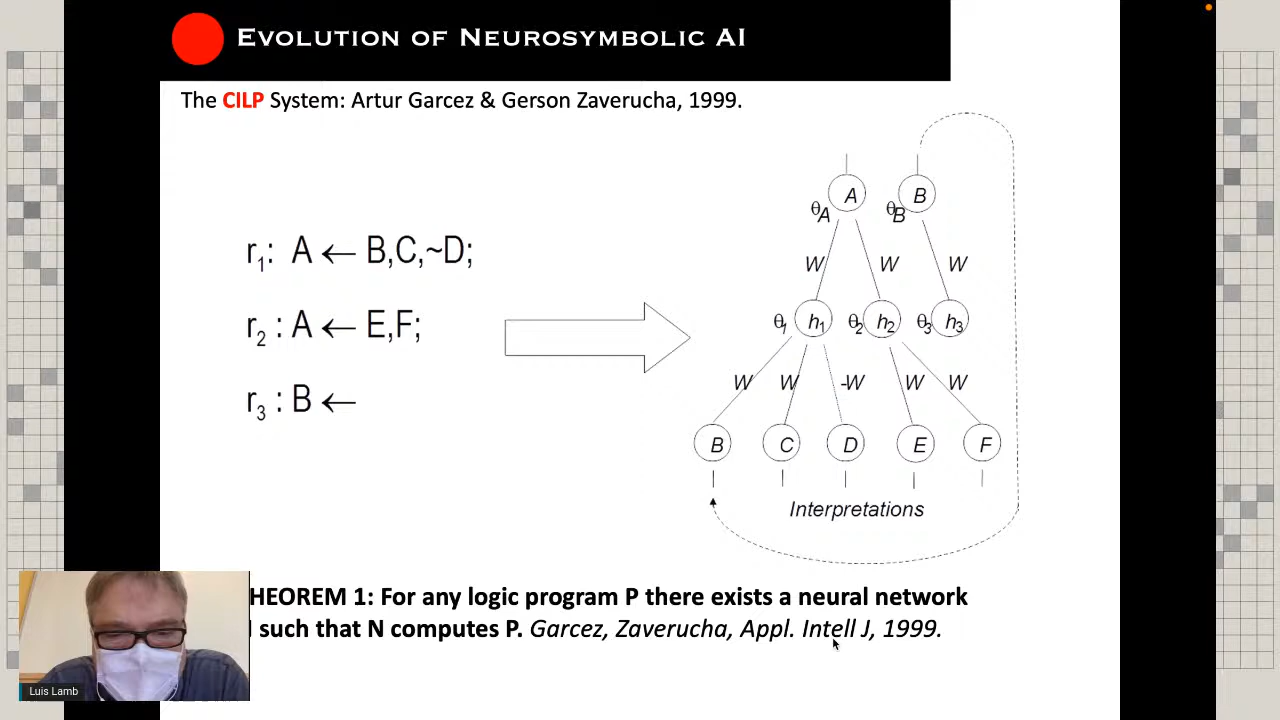 Evolution of Neurosymbolic AI
The CILP System: Artur Garcez & Gerson Zaverucha, 1999.
r1: A ← B,C,~D;
r2 : A ← E,F;
r3 : B ←
A B
θA θB
W W W
θ1 h1 θ2 h2 θ3 h3
W W -W W W
B C D E F
Interpretations
HEOREM 1: For any logic program P there exists a neural network
such that N computes P. Garcez, Zaverucha, Appl. Intell J, 1999.
Luis Lamb